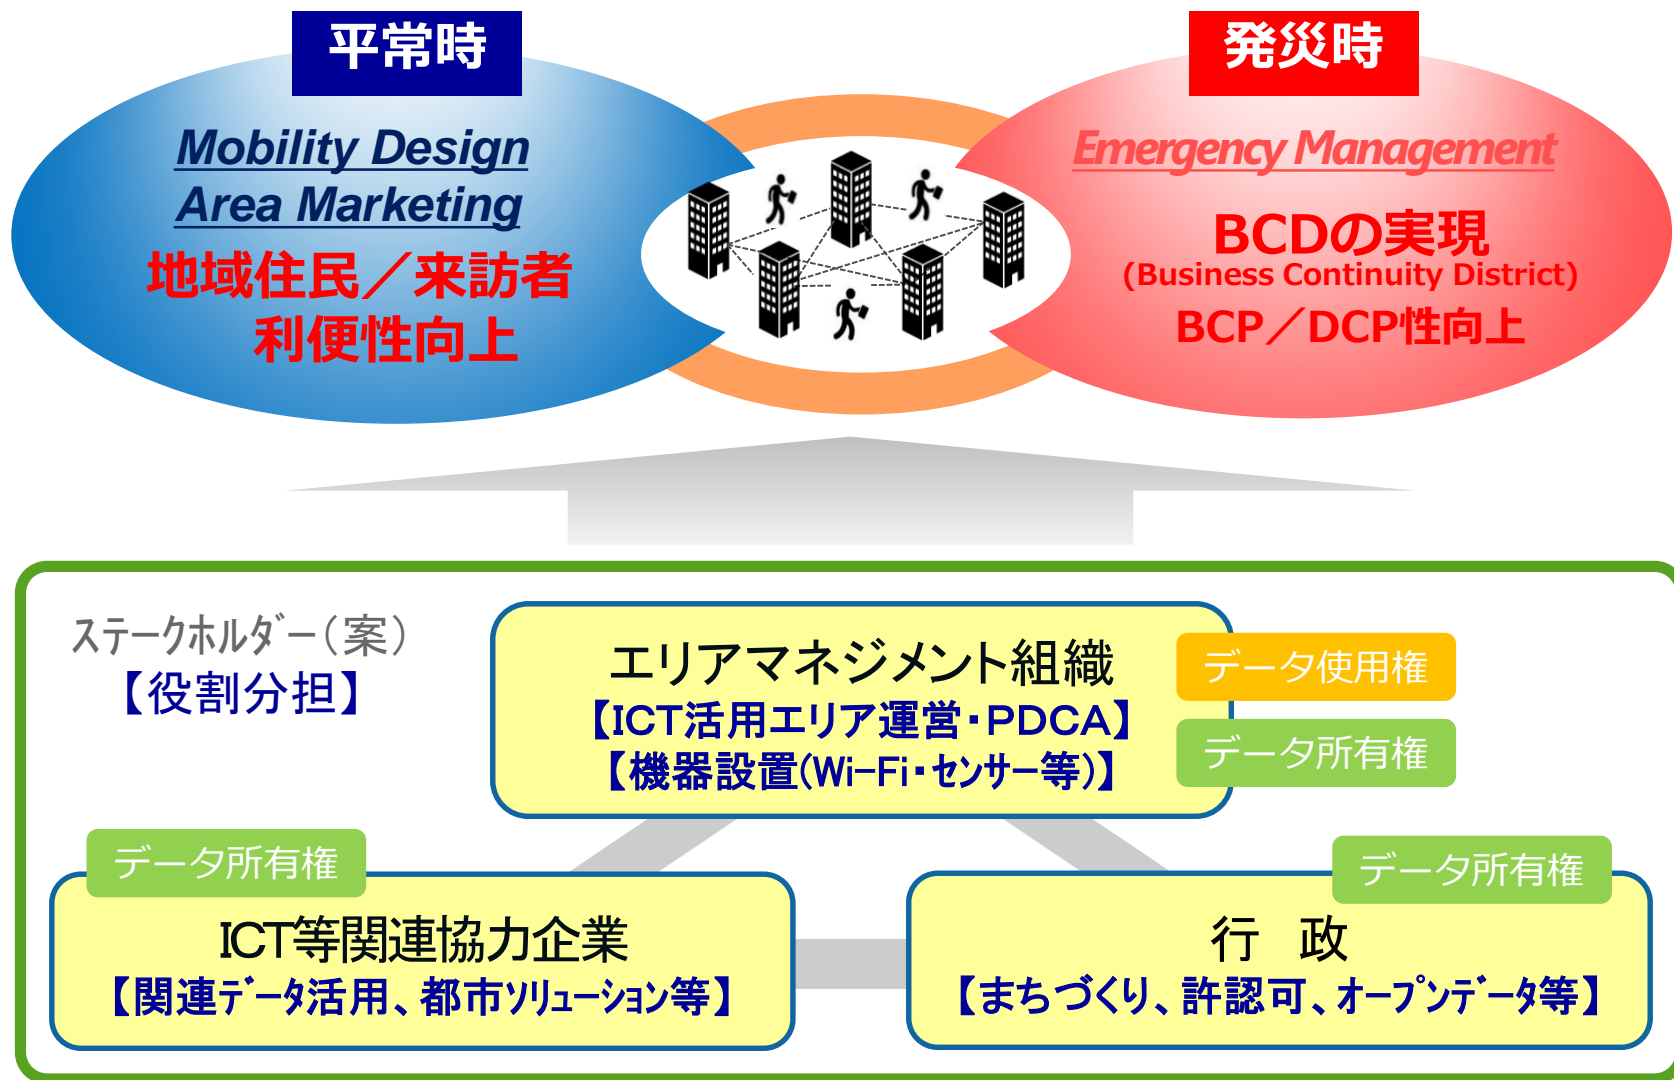 平常時
Mobility Design
Area Marketing
地域住民／来訪者
利便性向上
発災時
Emergency Management
BCDの実現
(Business Continuity District)
BCP／DCP性向上
ｽﾃｰｸﾎﾙﾀﾞｰ（案）
【役割分担】
エリアマネジメント組織
【ICT活用エリア運営・PDCA】
【機器設置(Wi-Fi・ｾﾝｻｰ等)】
データ使用権
データ所有権
データ所有権
ICT等関連協力企業
【関連ﾃﾞｰﾀ活用、都市ｿﾘｭｰｼｮﾝ等】
データ所有権
行　政
【まちづくり、許認可、ｵｰﾌﾟﾝﾃﾞｰﾀ等】